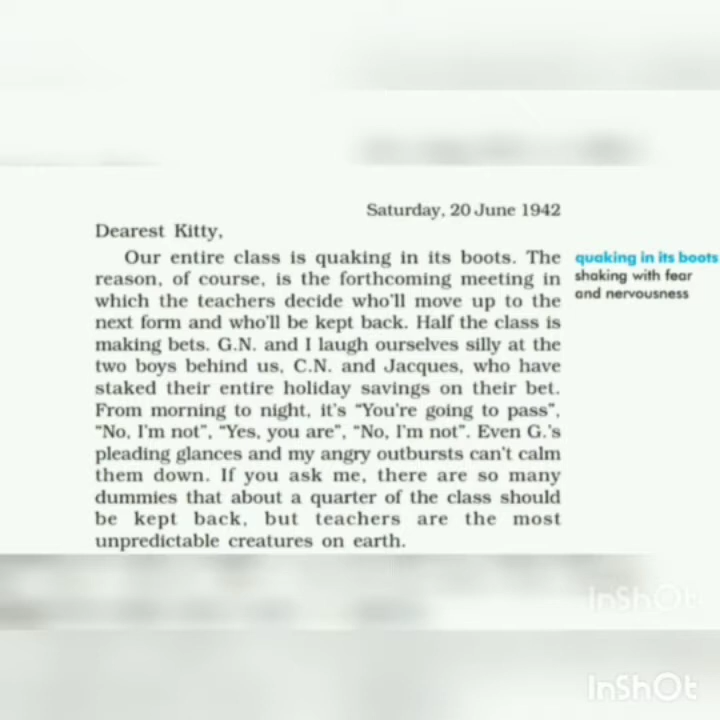 Saturday, 20 June 1942
Dearest Kitty,
Our entire class is quaking in its boots. The
reason, of course, is the forthcoming meeting in
which the teachers decide who'll move up to the
next form and who'll be kept back. Half the class is
making bets. G.N. and I laugh ourselves silly at the
two boys behind us, C.N. and Jacques, who have
staked their entire holiday savings on their bet.
From morning to night, it's "You're going to pass",
"No, I'm not", "Yes, you are", "No, I'm not". Even G.'s
pleading glances and my angry outbursts can't calm
them down. If you ask me, there are so many
dummies that about a quarter of the class should
be kept back, but teachers are the most
unpredictable creatures on earth.
quaking in its boots
shaking with fear
and nervousness
InShOt
InShOt